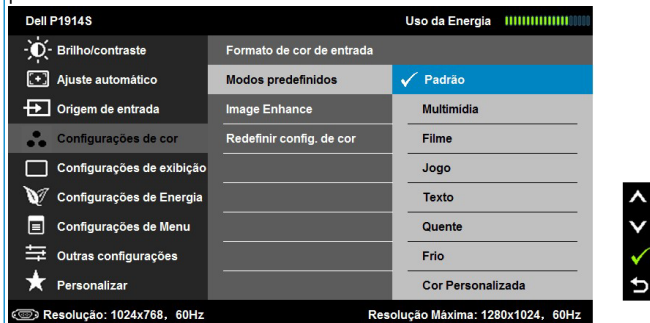 Dell P1914S
Uso da Energia
Brilho/contraste
Formato de cor de entrada
Ajuste automático
Modos predefinidos
Padrão
Origem de entrada
Image Enhance
Multimídia
Configurações de cor
Redefinir config. de cor
Filme
Configurações de exibição
Jogo
Configurações de Energia
Texto
Configurações de Menu
Quente
Outras configurações
Frio
Personalizar
Cor Personalizada
Resolução: 1024x768, 60Hz
Resolução Máxima: 1280x1024, 60Hz